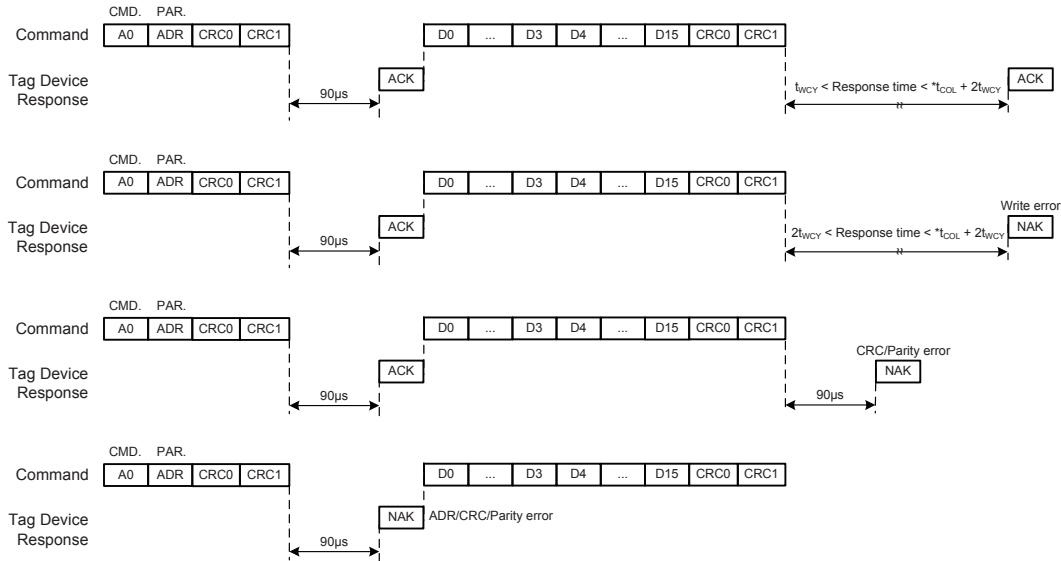 CMD. PAR.
Command A0 ADR CRC0 CRC1 D0 ... D3 D4 ... D15 CRC0 CRC1
Tag Device Response ACK ACK
90µs tWCY < Response time < *tCOL + 2tWCY
CMD. PAR.
Command A0 ADR CRC0 CRC1 D0 ... D3 D4 ... D15 CRC0 CRC1
Write error
Tag Device Response ACK NAK
90µs 2tWCY < Response time < *tCOL + 2tWCY
CMD. PAR.
Command A0 ADR CRC0 CRC1 D0 ... D3 D4 ... D15 CRC0 CRC1
CRC/Parity error
Tag Device Response ACK NAK
90µs 90µs
CMD. PAR.
Command A0 ADR CRC0 CRC1 D0 ... D3 D4 ... D15 CRC0 CRC1
Tag Device Response NAK ADR/CRC/Parity error
90µs